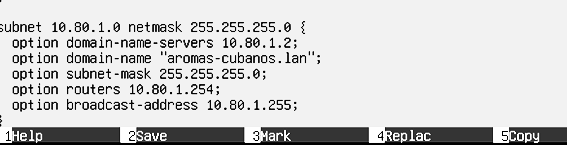 subnet 10.80.1.0 netmask 255.255.255.0 {
option domain-name-servers 10.80.1.2;
option domain-name "aromas-cubanos.lan";
option subnet-mask 255.255.255.0;
option routers 10.80.1.254;
option broadcast-address 10.80.1.255;
}
1Help 2Save 3Mark 4Replac 5Copy